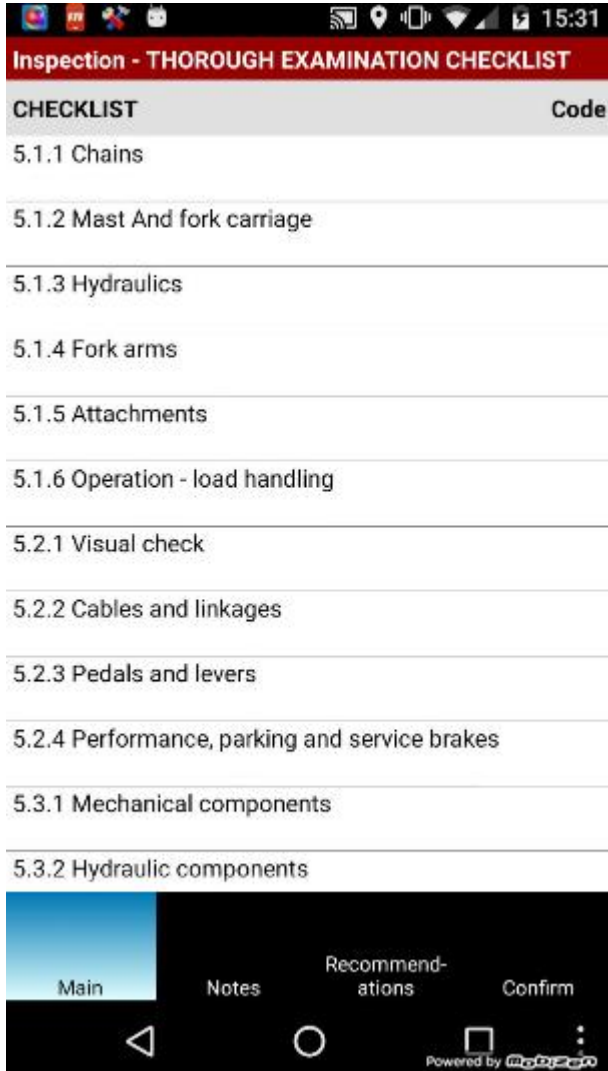 15:31
Inspection - THOROUGH EXAMINATION CHECKLIST
CHECKLIST Code
5.1.1 Chains
5.1.2 Mast And fork carriage
5.1.3 Hydraulics
5.1.4 Fork arms
5.1.5 Attachments
5.1.6 Operation - load handling
5.2.1 Visual check
5.2.2 Cables and linkages
5.2.3 Pedals and levers
5.2.4 Performance, parking and service brakes
5.3.1 Mechanical components
5.3.2 Hydraulic components
Main
Notes
Recommend-
ations
Confirm
Powered by